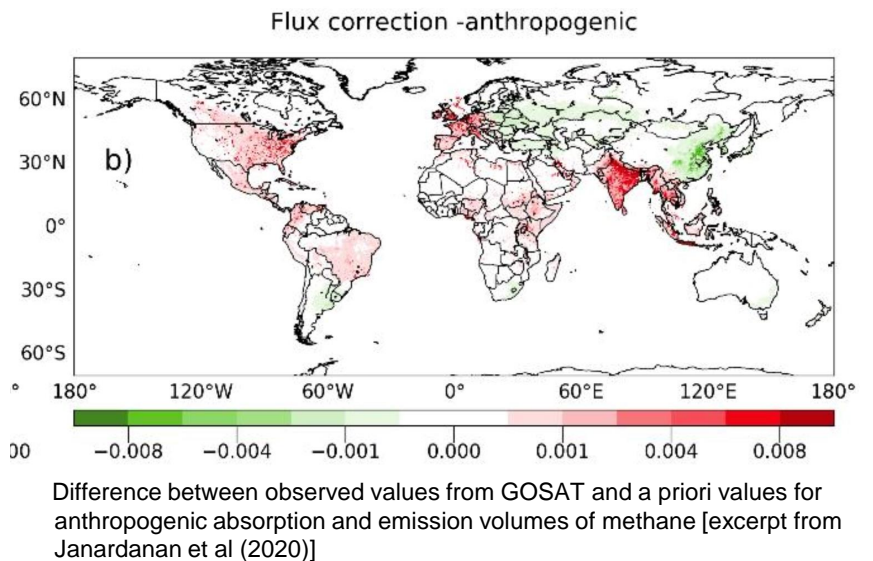 Flux correction -anthropogenic
60°N
30°N
0°
30°S
60°S
b)
° 180° 120°W 60°W 0° 60°E 120°E 180°
00 −0.008 −0.004 −0.001 0.000 0.001 0.004 0.008
Difference between observed values from GOSAT and a priori values for
anthropogenic absorption and emission volumes of methane [excerpt from
Janardanan et al (2020)]